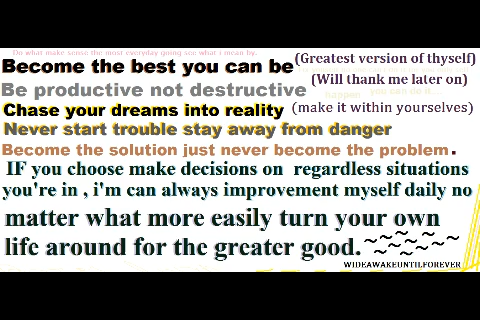 Do what make sense the most everyday going see what i mean by.
Become the best you can be (Greatest version of thyself)
Be productive not destructive (Will thank me later on)
Chase your dreams into reality (make it within yourselves)
Never start trouble stay away from danger
Become the solution just never become the problem.
IF you choose make decisions on regardless situations
you're in , i'm can always improvement myself daily no
matter what more easily turn your own
life around for the greater good.
WIDEAWAKEUNTILFOREVER